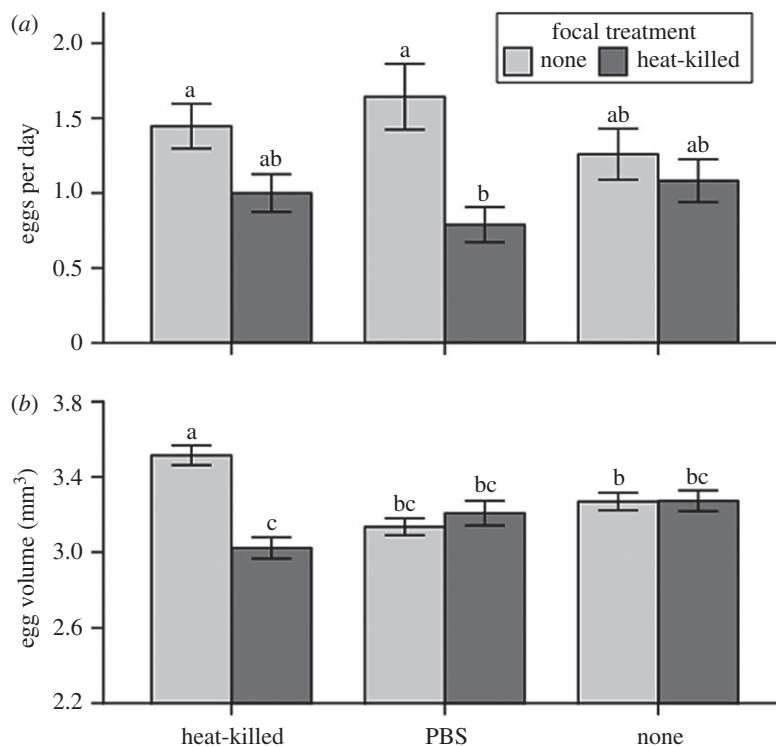 (a)
focal treatment
none heat-killed
eggs per day
2.0
1.5
1.0
0.5
0
a ab a b ab ab
(b)
egg volume (mm³)
3.8
3.4
3.0
2.6
2.2
a c bc bc b bc
heat-killed PBS none